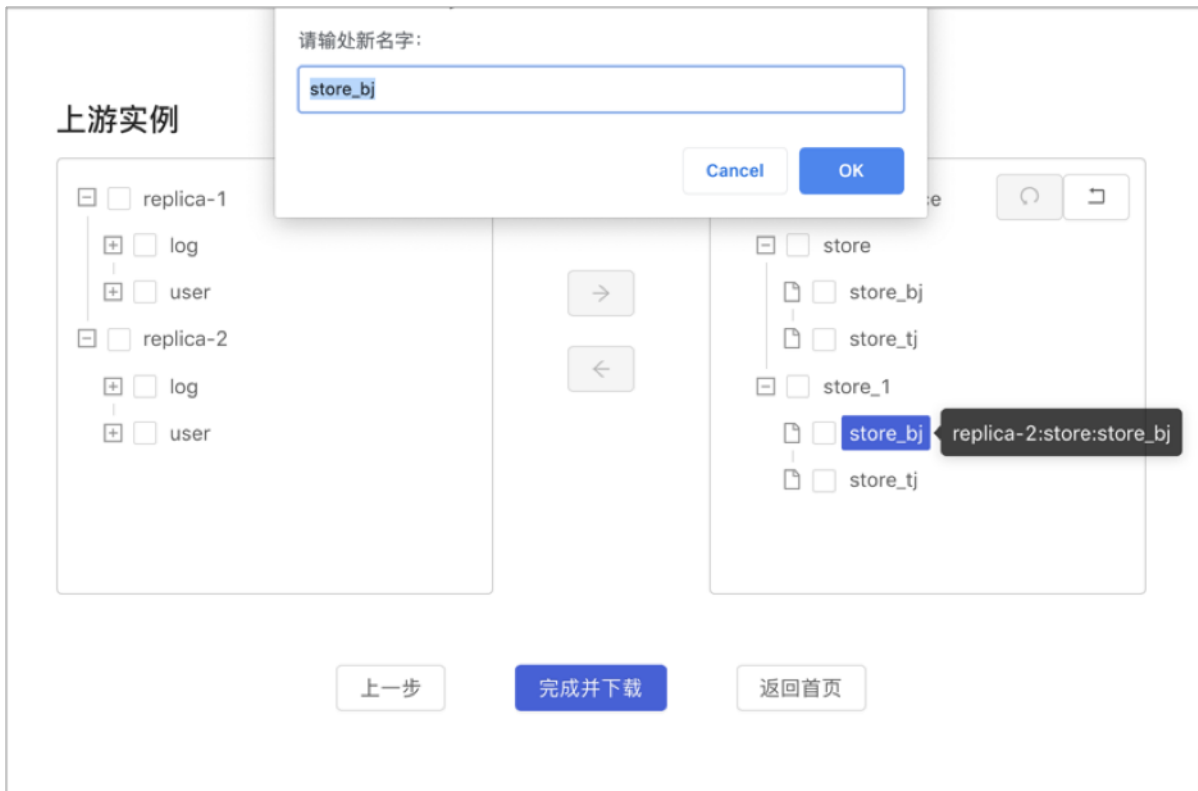 请输处新名字:
store_bj
Cancel
OK
上游实例
replica-1
log
user
replica-2
log
user
store
store_bj
store_tj
store_1
store_bj
replica-2:store:store_bj
store_tj
上一步
完成并下载
返回首页